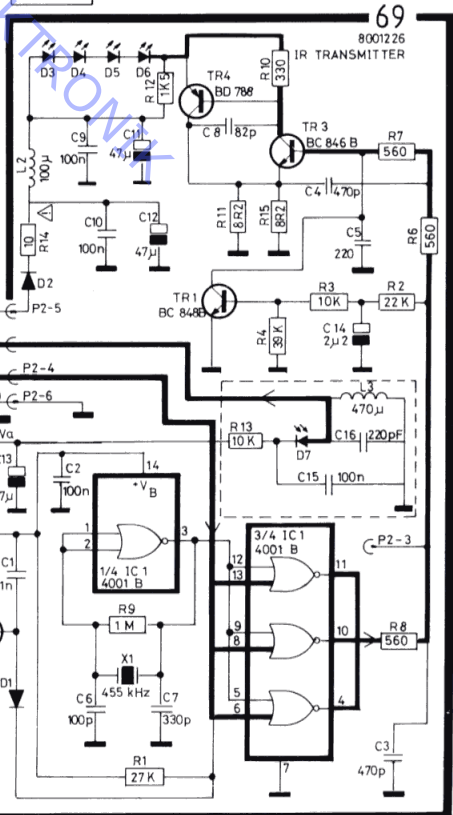 69
8001226
IR TRANSMITTER
KTRONIK
D3 D4 D5 D6
R 12
1K5
TR4
BD 788
R10
330
C8 82p
TR 3
BC 846 B
R7
560
C9
100n
C11
47µ
L2
100µ
C4 470p
R11
8R2
R15
8R2
C5
220
R6
560
R14
10
C10
100n
C12
47µ
D2
P2-5
TR1
BC 848B
R3
10K
R2
22 K
R4
39 K
C 14
2µ2
P2-4
P2-6
L3
470µ
R13
10 K
D7
C16 220pF
C15 100n
Va
C2
100n
14
+VB
1
2
3
1/4 IC 1
4001 B
3/4 IC 1
4001 B
P2-3
12
13
11
9
8
10
5
6
4
7
R8
560
C1
1n
R9
1 M
X1
455 kHz
C6
100p
C7
330p
D1
R1
27 K
C3
470p